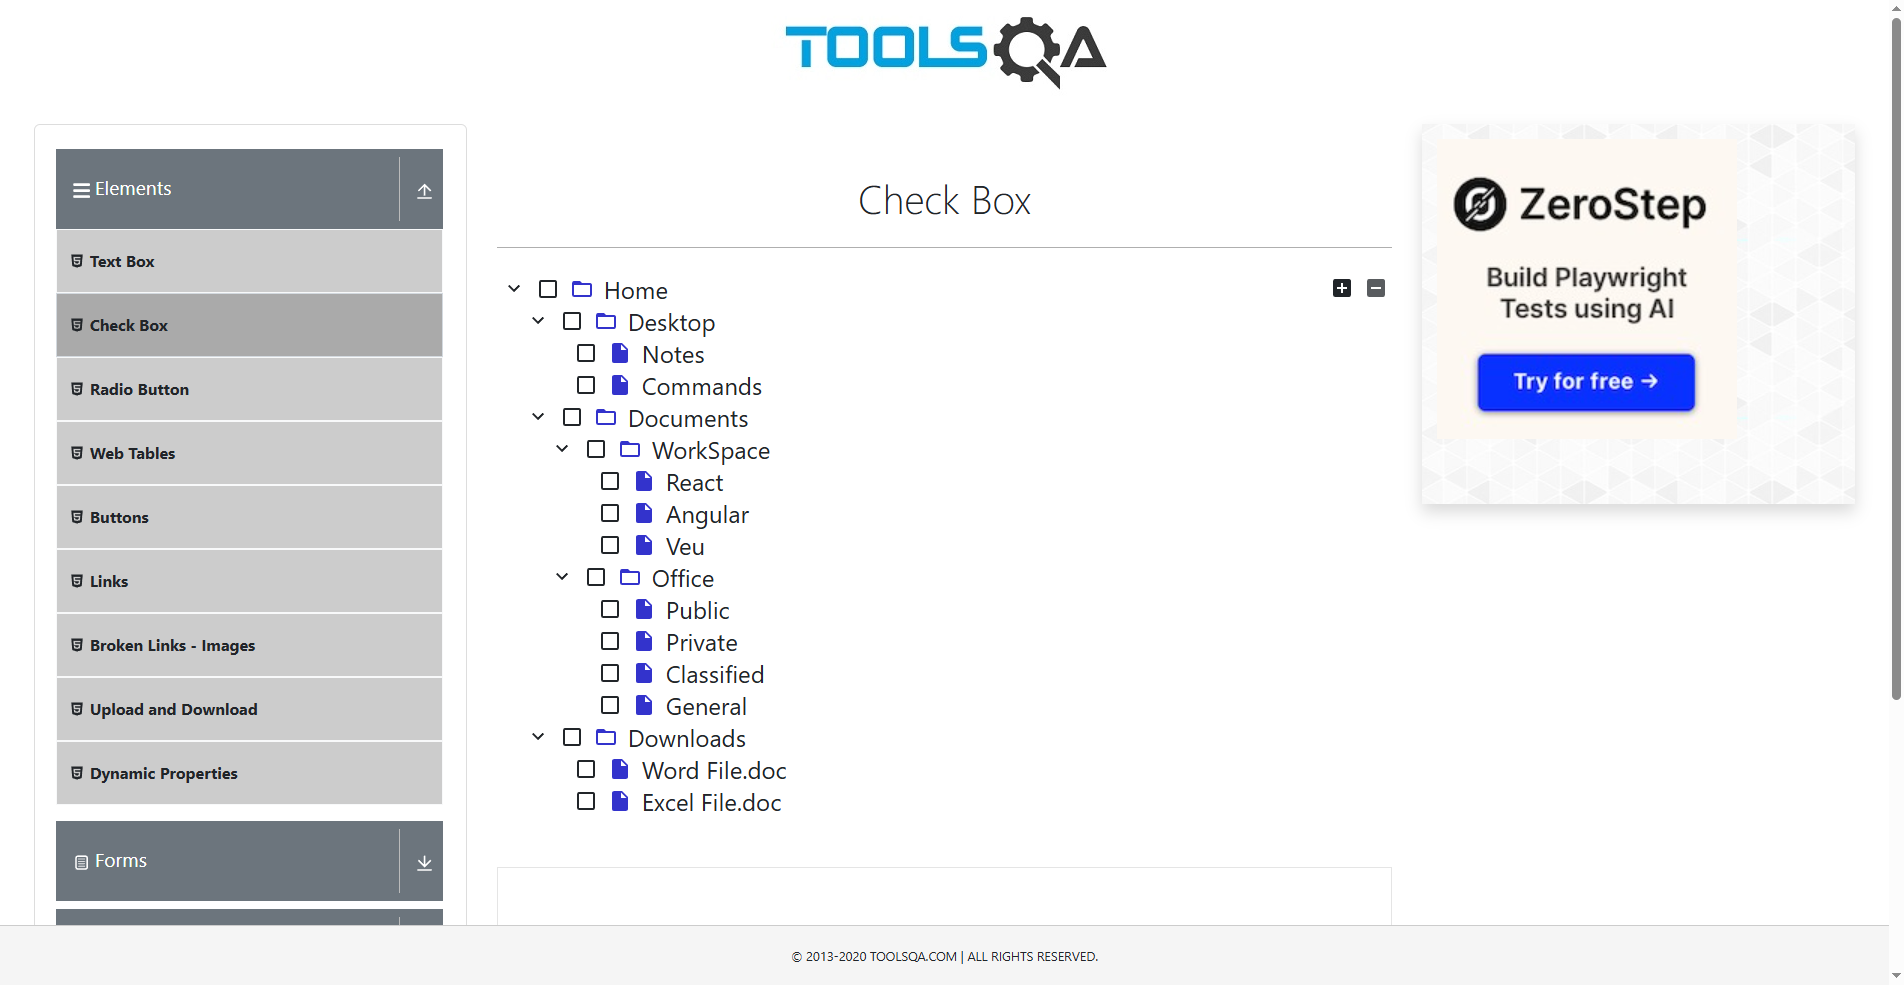 TOOLSQA
Elements
Text Box
Check Box
Radio Button
Web Tables
Buttons
Links
Broken Links - Images
Upload and Download
Dynamic Properties
Forms
Check Box
Home
Desktop
Notes
Commands
Documents
WorkSpace
React
Angular
Veu
Office
Public
Private
Classified
General
Downloads
Word File.doc
Excel File.doc
ZeroStep
Build Playwright
Tests using AI
Try for free →
© 2013-2020 TOOLSQA.COM | ALL RIGHTS RESERVED.